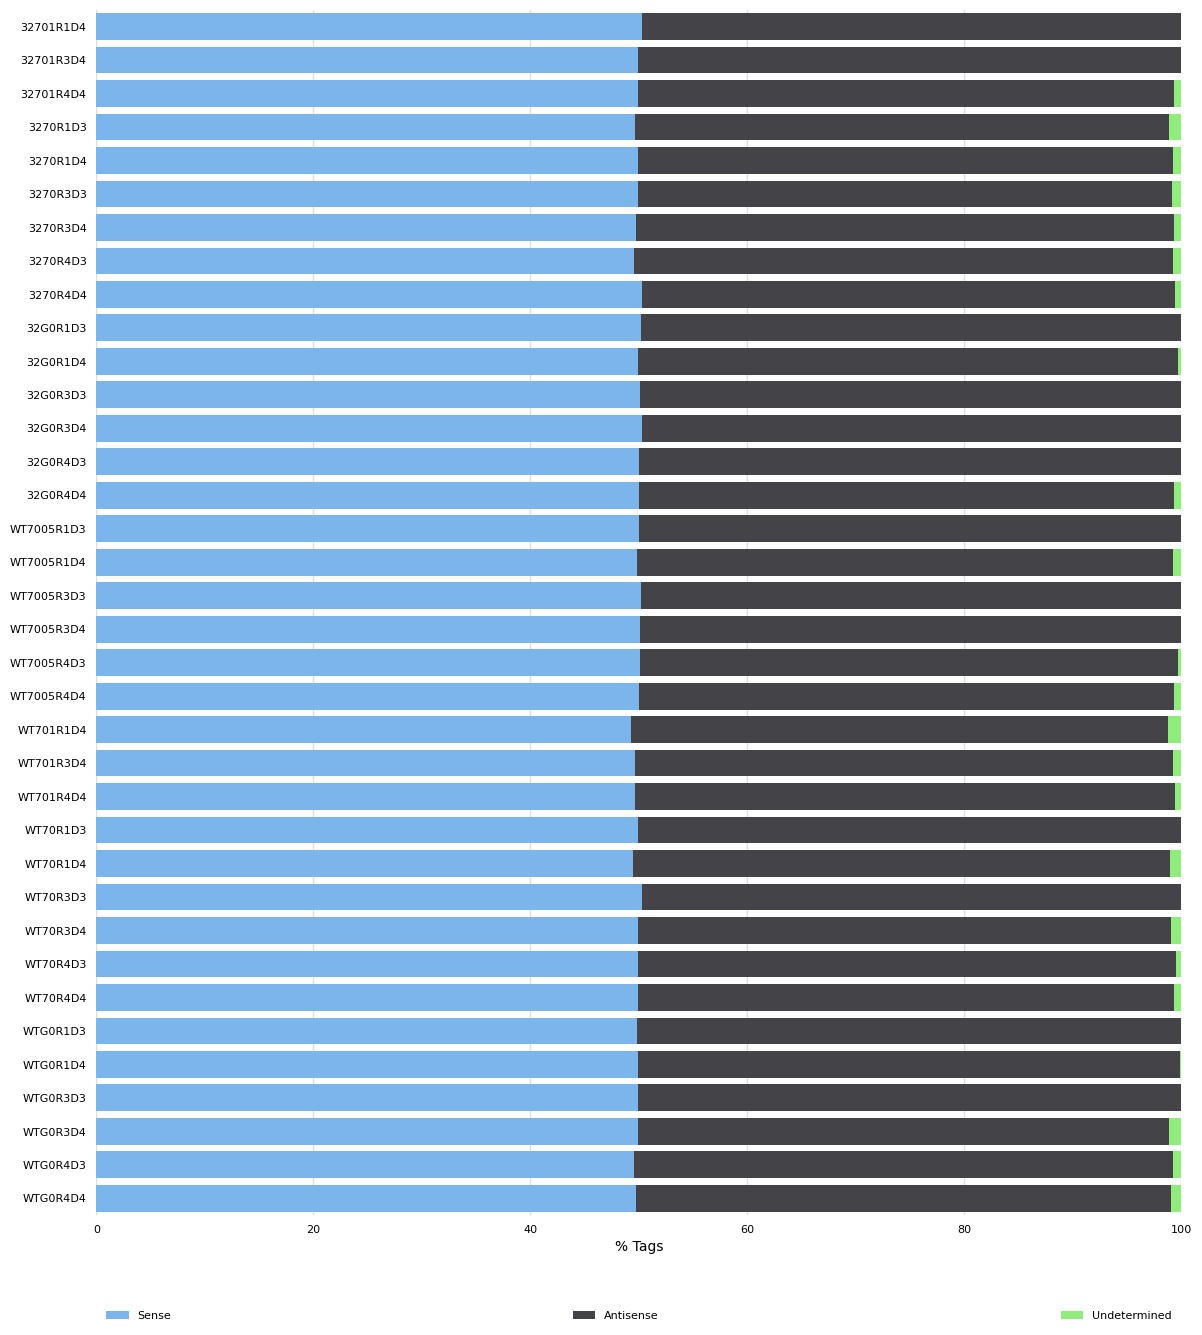 32701R1D4
32701R3D4
32701R4D4
3270R1D3
3270R1D4
3270R3D3
3270R3D4
3270R4D3
3270R4D4
32G0R1D3
32G0R1D4
32G0R3D3
32G0R3D4
32G0R4D3
32G0R4D4
WT7005R1D3
WT7005R1D4
WT7005R3D3
WT7005R3D4
WT7005R4D3
WT7005R4D4
WT701R1D4
WT701R3D4
WT701R4D4
WT70R1D3
WT70R1D4
WT70R3D3
WT70R3D4
WT70R4D3
WT70R4D4
WTG0R1D3
WTG0R1D4
WTG0R3D3
WTG0R3D4
WTG0R4D3
WTG0R4D4
0 20 40 60 80 100
% Tags
Sense Antisense Undetermined